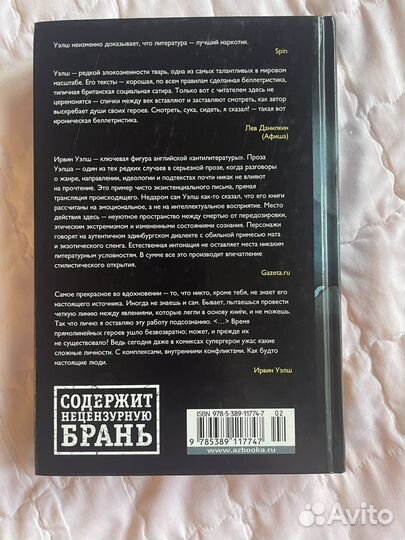 Уэлш неизменно доказывает, что литература — лучший наркотик.
Spin
Уэлш — редкой злокозненности тварь, одна из самых талантливых в мировом
масштабе. Его тексты — хорошая, по всем правилам сделанная беллетристика,
типичная британская социальная сатира. Только вот с читателем здесь не
церемонятся — спички между век вставляют и заставляют смотреть, как автор
выскребает души своих героев. Смотреть, сука, сидеть, я сказал! — такая вот
ироническая беллетристика.
Лев Данилкин
(Афиша)
Ирвин Уэлш — ключевая фигура английской «антилитературы». Проза
Уэлша — один из тех редких случаев в серьезной прозе, когда разговоры
о жанре, направлении, идеологии и подтекстах почти никак не влияют
на прочтение. Это пример чисто экзистенциального письма, прямая
трансляция происходящего. Недаром сам Уэлш как-то сказал, что его книги
рассчитаны на эмоциональное, а не на интеллектуальное восприятие. Место
действия здесь — неуютное пространство между смертью от передозировки,
этическим экстремизмом и измененными состояниями сознания. Персонажи
говорят на аутентичном эдинбургском диалекте с обильной примесью мата
и экзотического сленга. Естественная интонация не оставляет места никаким
литературным условностям. В сумме все это производит впечатление
стилистического открытия.
Gazeta.ru
Самое прекрасное во вдохновении — то, что никто, кроме тебя, не знает его
настоящего источника. Иногда не знаешь и сам. Бывает, пытаешься провести
четкую линию между явлениями, которые легли в основу книги, и не можешь.
Так что лично я оставляю эту работу подсознанию. <...> Время
прямолинейных героев ушло безвозвратно; может, и прежде их
не существовало? Ведь сегодня даже в комиксах супергерои ужас какие
сложные личности. С комплексами, внутренними конфликтами. Как будто
настоящие люди.
Ирвин Уэлш
СОДЕРЖИТ
НЕЦЕНЗУРНУЮ
БРАНЬ
ISBN 978-5-389-11774-7
02
9 785389 117747
www.azbooka.ru
Avito